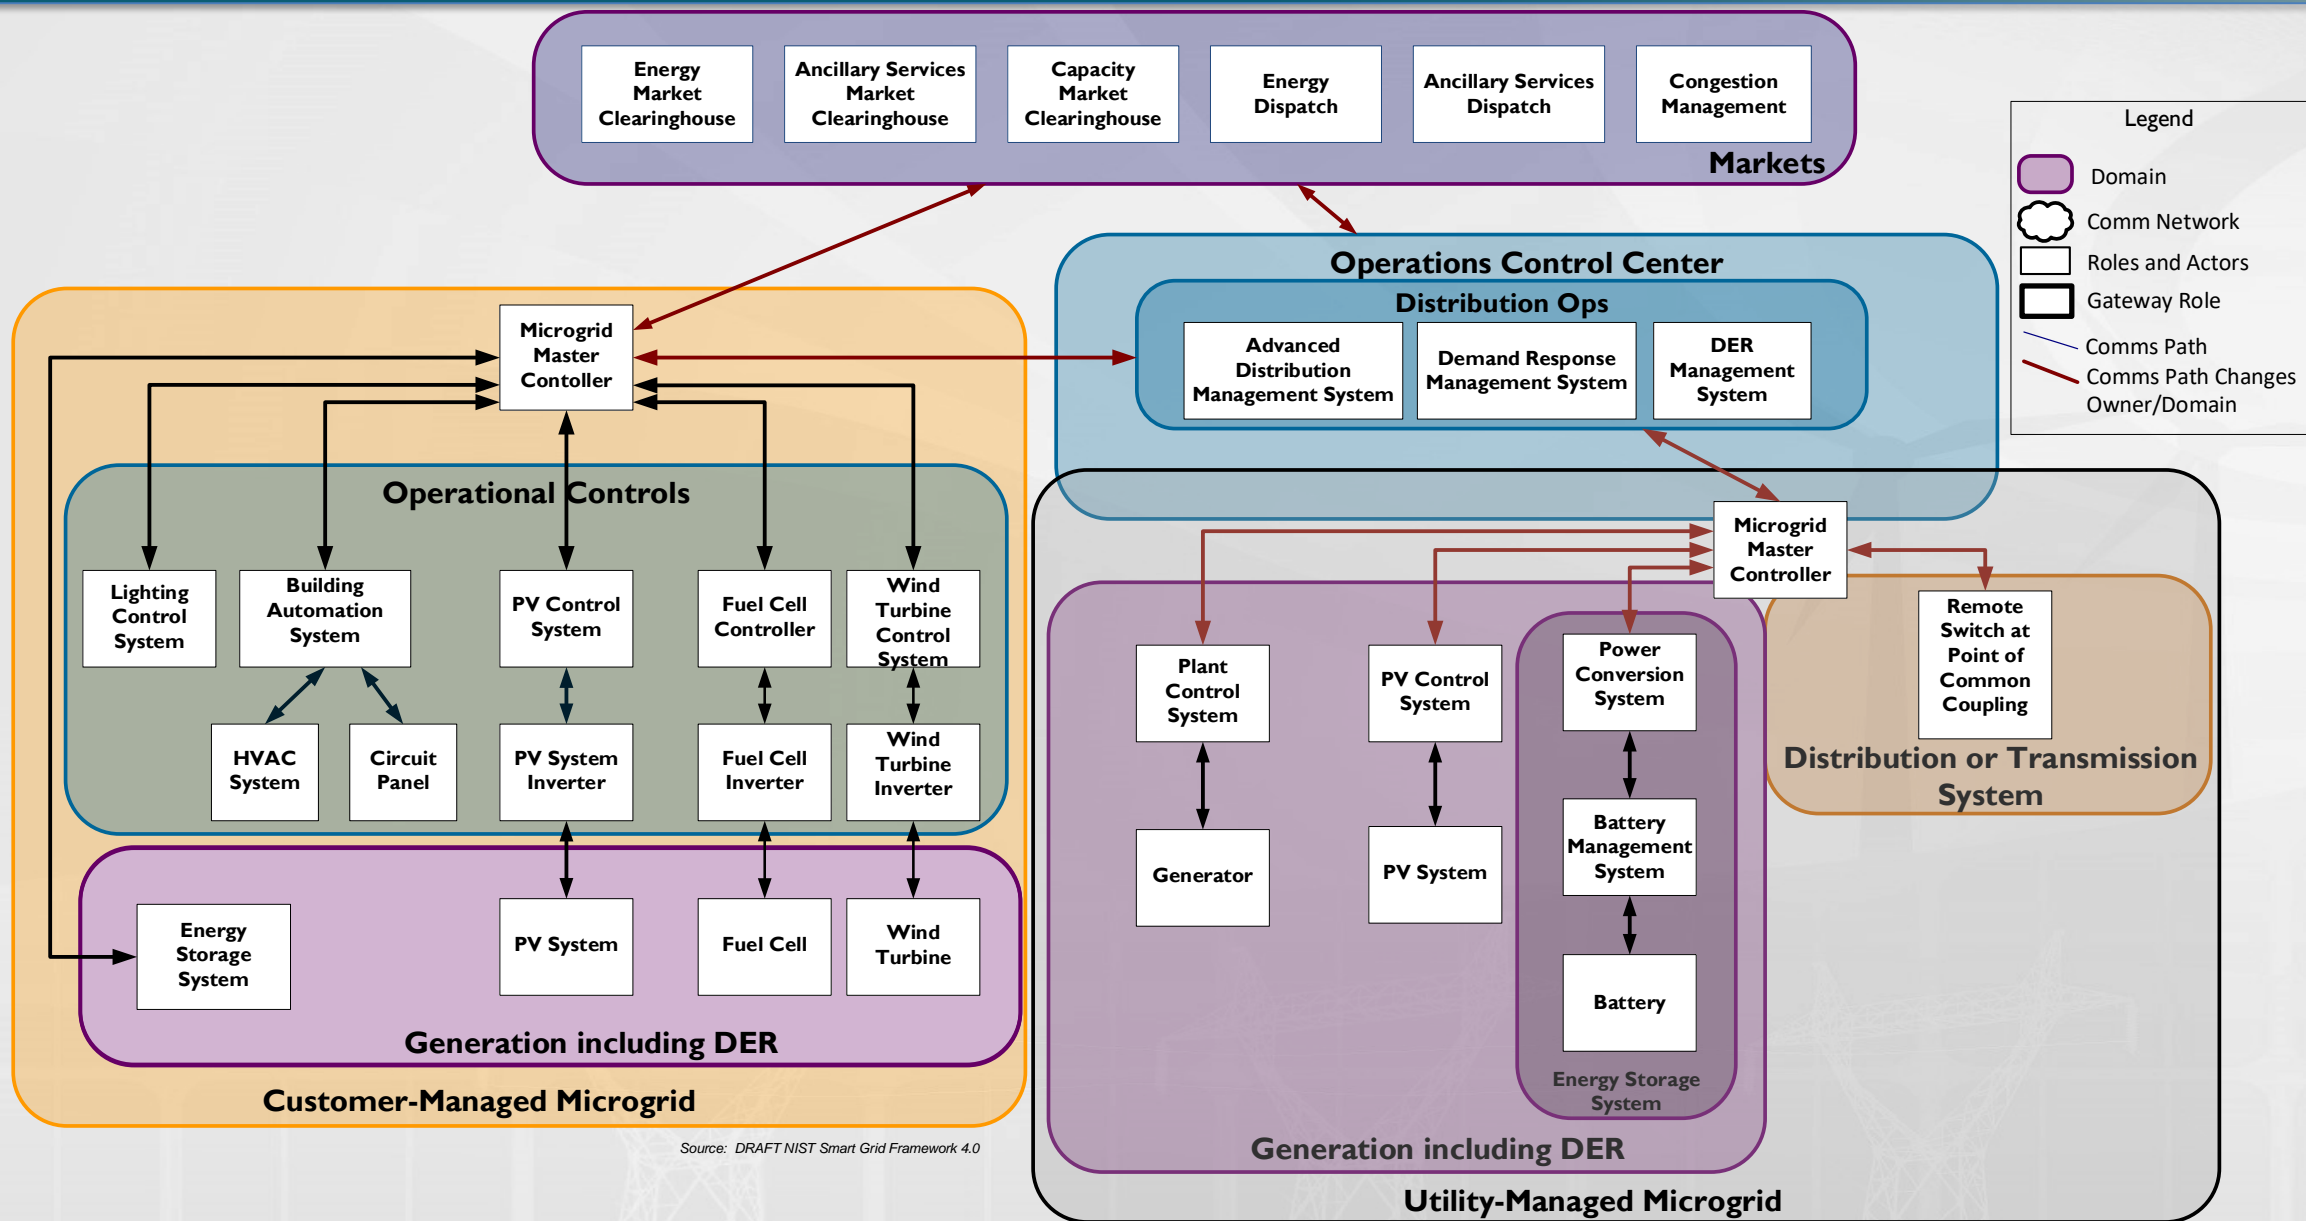 Energy
Market
Clearinghouse
Ancillary Services
Market
Clearinghouse
Capacity
Market
Clearinghouse
Energy
Dispatch
Ancillary Services
Dispatch
Congestion
Management
Markets
Legend
Domain
Comm Network
Roles and Actors
Gateway Role
Comms Path
Comms Path Changes
Owner/Domain
Operations Control Center
Distribution Ops
Advanced
Distribution
Management System
Demand Response
Management System
DER
Management
System
Microgrid
Master
Contoller
Operational Controls
Lighting
Control
System
Building
Automation
System
PV Control
System
Fuel Cell
Controller
Wind
Turbine
Control
System
HVAC
System
Circuit
Panel
PV System
Inverter
Fuel Cell
Inverter
Wind
Turbine
Inverter
Energy
Storage
System
PV System
Fuel Cell
Wind
Turbine
Generation including DER
Customer-Managed Microgrid
Source: DRAFT NIST Smart Grid Framework 4.0
Microgrid
Master
Controller
Plant
Control
System
PV Control
System
Power
Conversion
System
Remote
Switch at
Point of
Common
Coupling
Distribution or Transmission
System
Generator
PV System
Battery
Management
System
Battery
Energy Storage
System
Generation including DER
Utility-Managed Microgrid